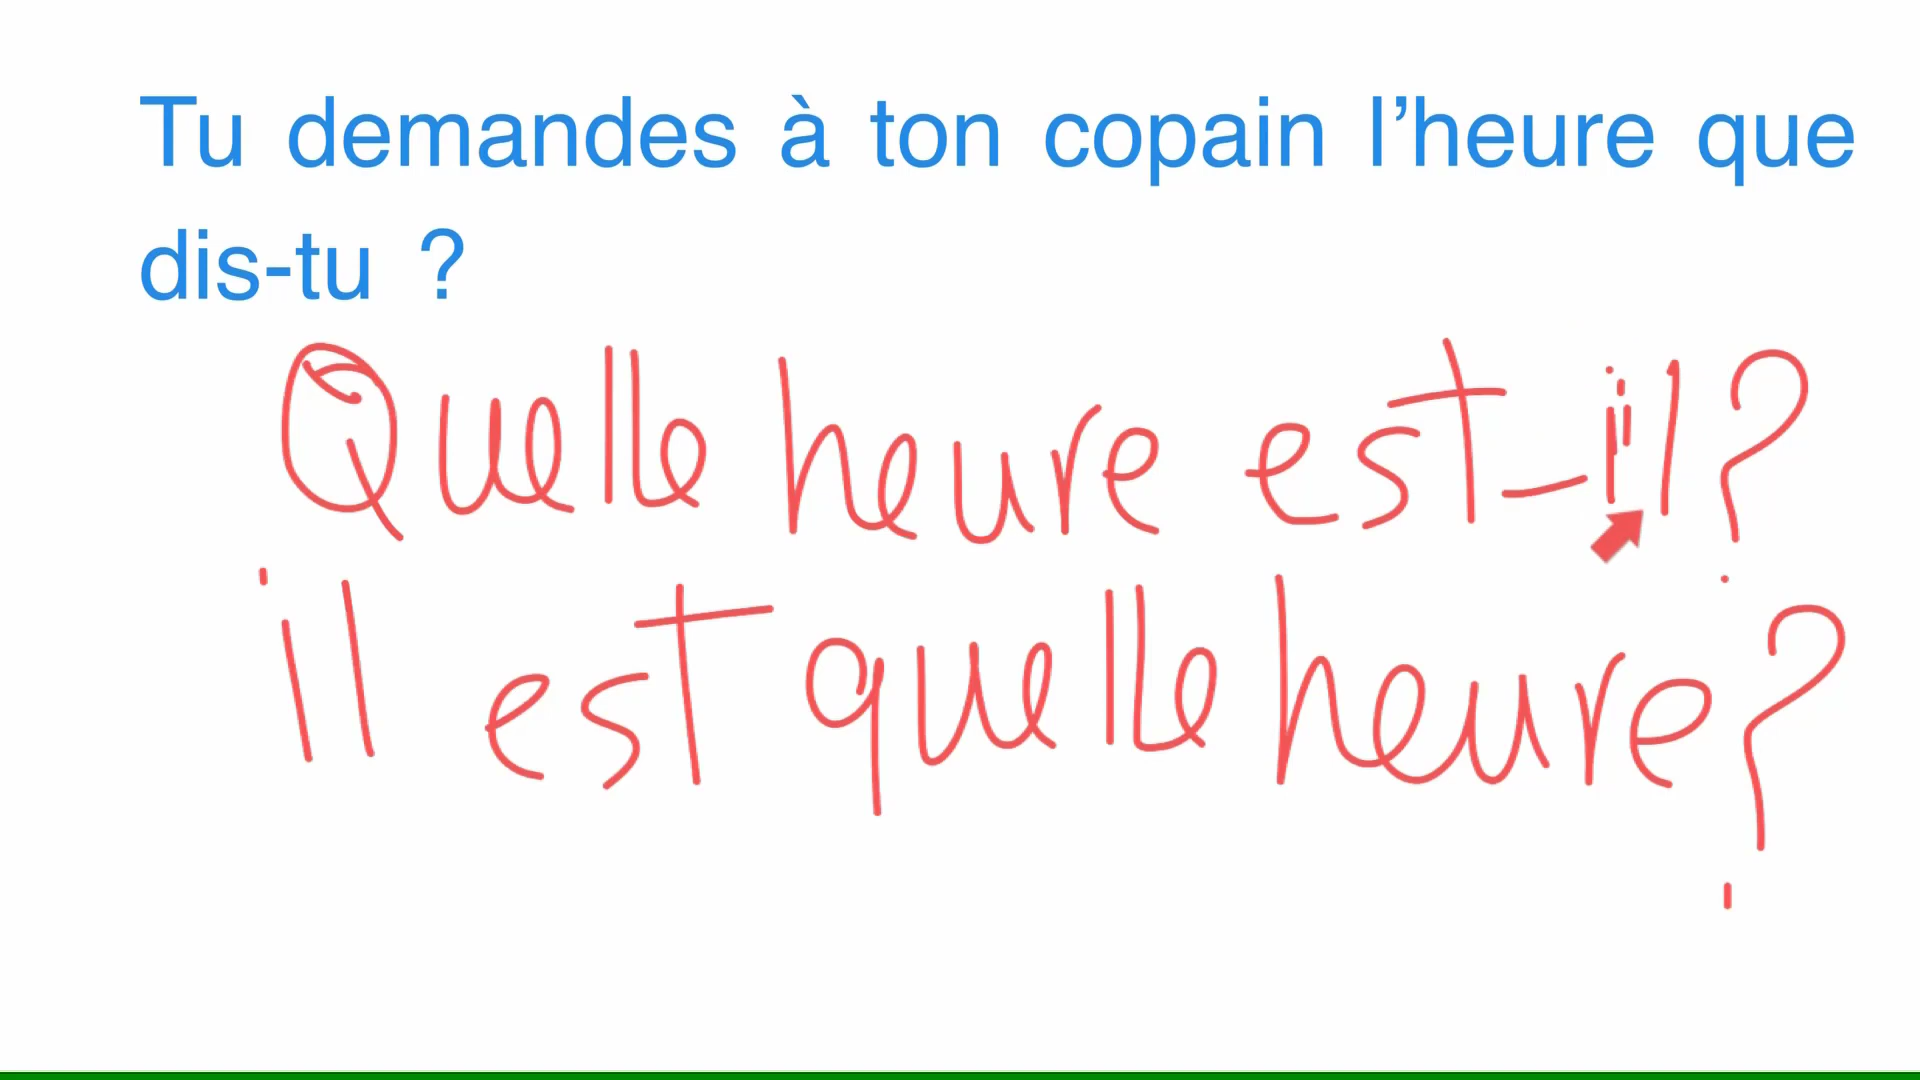 Tu demandes à ton copain l’heure que
dis-tu ?
Quelle heure est-il?
il est quelle heure?